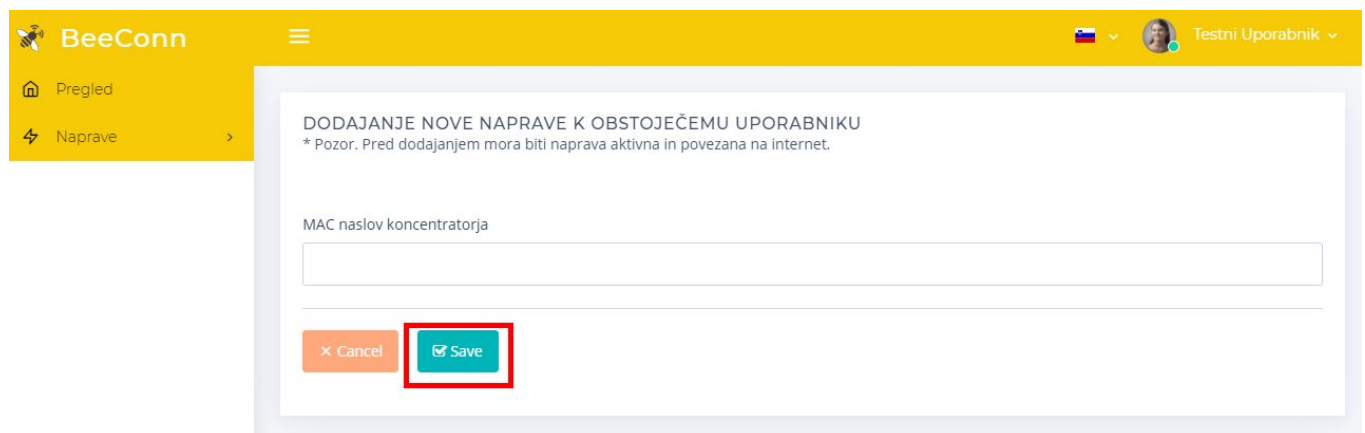 BeeConn
Testni Uporabnik
Pregled
Naprave
DODAJANJE NOVE NAPRAVE K OBSTOJEČEMU UPORABNIKU
* Pozor. Pred dodajanjem mora biti naprava aktivna in povezana na internet.
MAC naslov koncentratorja
Cancel
Save